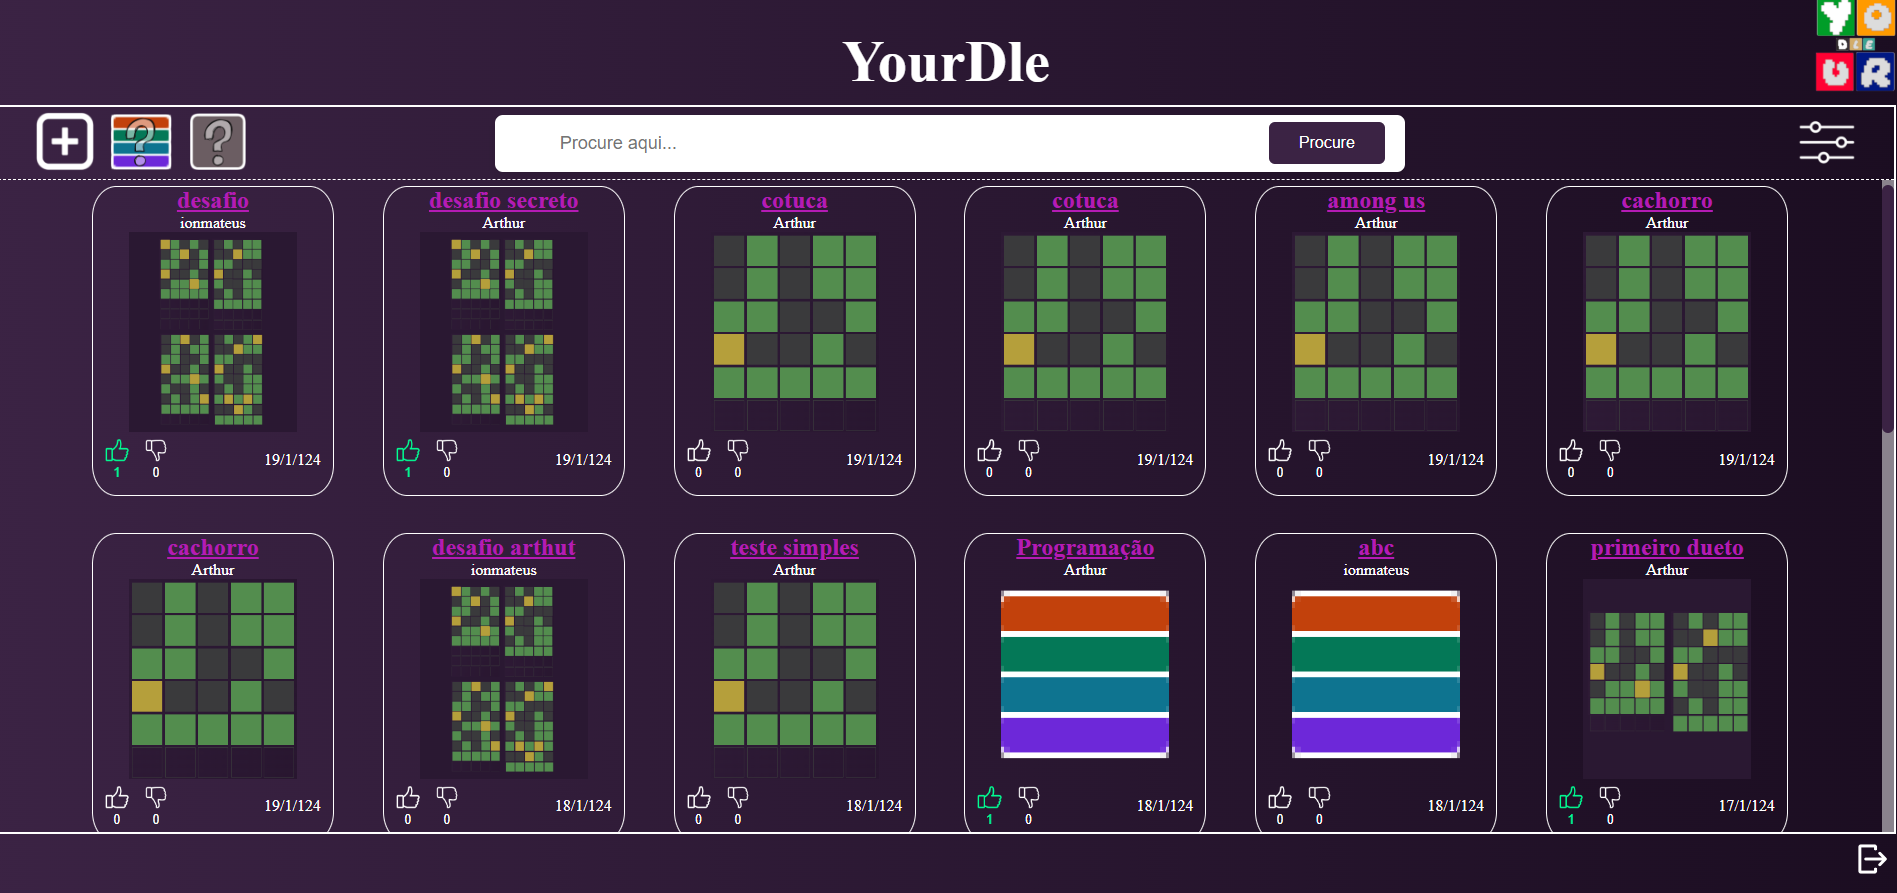 YourDle
YO
DLE
UR
Procure aqui...
Procure
desafio
ionmateus
1
0
19/1/124
desafio secreto
Arthur
1
0
19/1/124
cotuca
Arthur
0
0
19/1/124
cotuca
Arthur
0
0
19/1/124
among us
Arthur
0
0
19/1/124
cachorro
Arthur
0
0
19/1/124
cachorro
Arthur
0
0
19/1/124
desafio arthut
ionmateus
0
0
18/1/124
teste simples
Arthur
0
0
18/1/124
Programação
Arthur
1
0
18/1/124
abc
ionmateus
0
0
18/1/124
primeiro dueto
Arthur
1
0
17/1/124